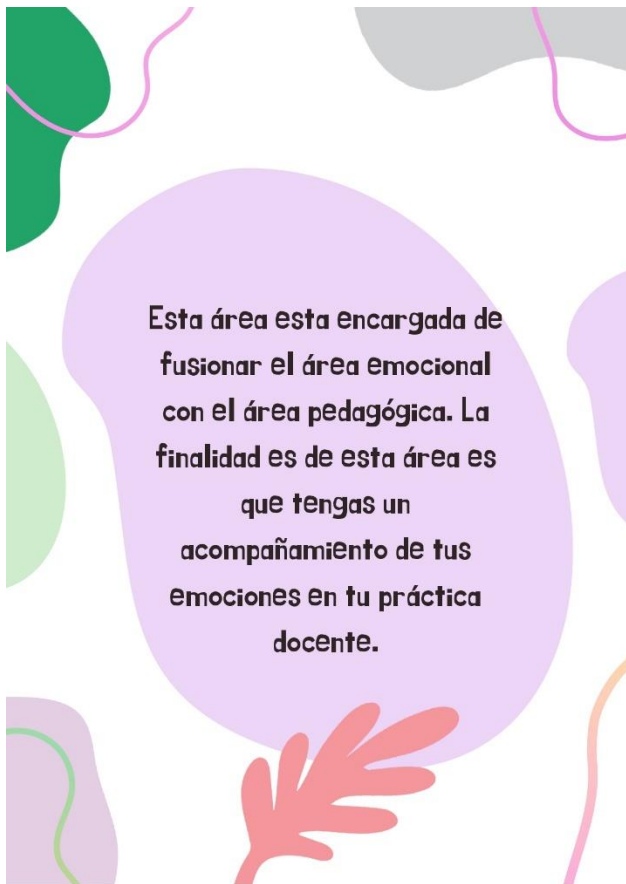 Esta área esta encargada de
fusionar el área emocional
con el área pedagógica. La
finalidad es de esta área es
que tengas un
acompañamiento de tus
emociones en tu práctica
docente.